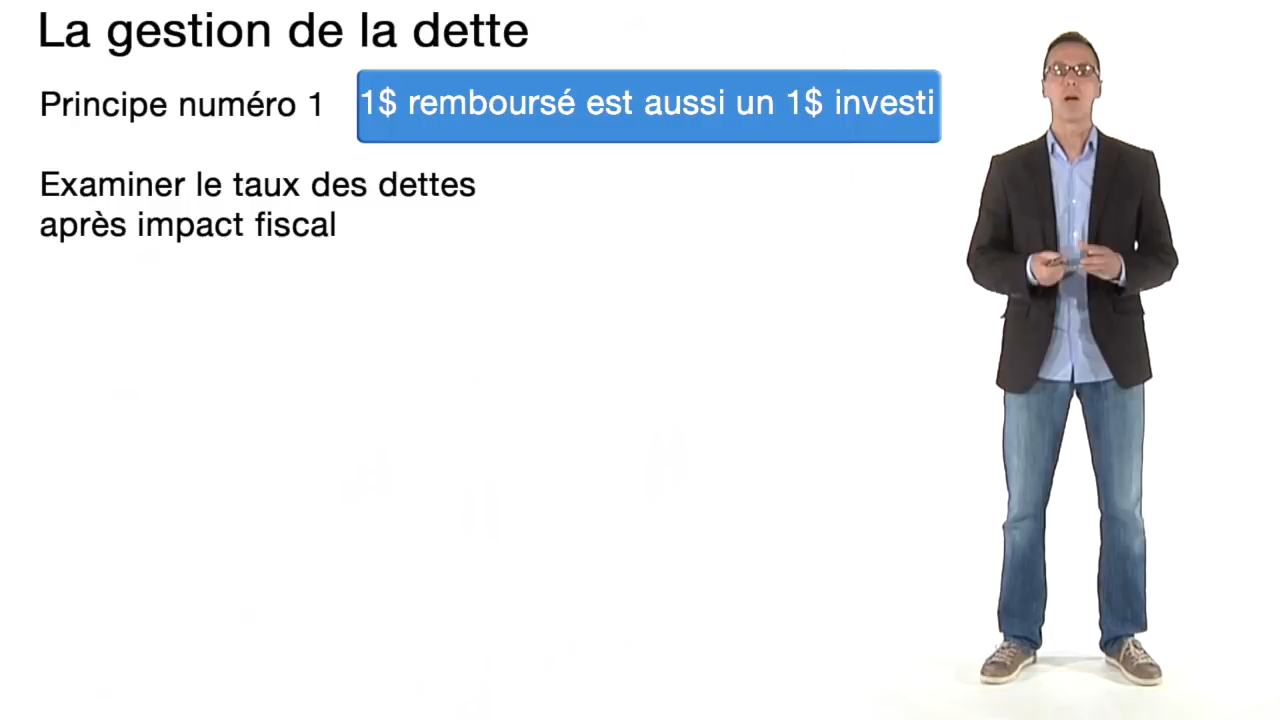 La gestion de la dette
Principe numéro 1
1$ remboursé est aussi un 1$ investi
Examiner le taux des dettes
après impact fiscal